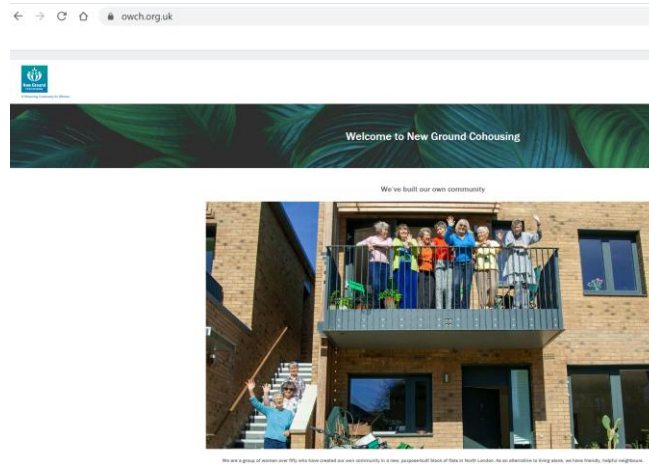 owch.org.uk
New Ground
Welcome to New Ground Cohousing
We've built our own community
We are a group of women over fifty who have created our own community in a new, purpose-built block of flats in North London. As an alternative to living alone, we have friendly, helpful neighbours.